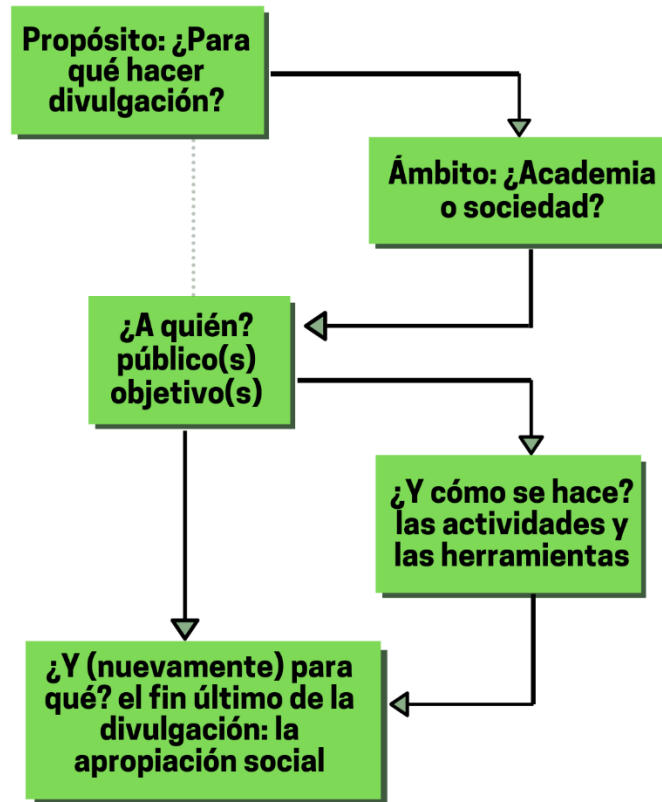 Propósito: ¿Para
qué hacer
divulgación?
Ámbito: ¿Academia
o sociedad?
¿A quién?
público(s)
objetivo(s)
¿Y cómo se hace?
las actividades y
las herramientas
¿Y (nuevamente) para
qué? el fin último de la
divulgación: la
apropiación social